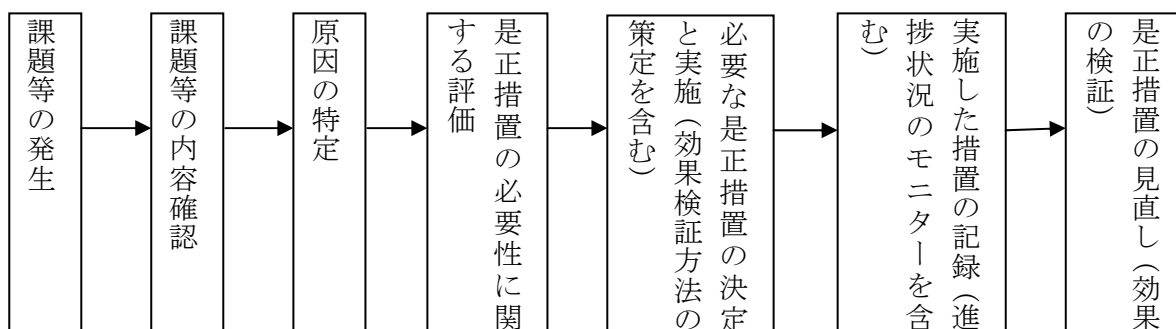 課題等の発生
課題等の内容確認
原因の特定
是正措置の必要性に関
する評価
必要な是正措置の決定
と実施（効果検証方法の
策定を含む）
実施した措置の記録（進
捗状況のモニターを含
む）
是正措置の見直し（効果
の検証）